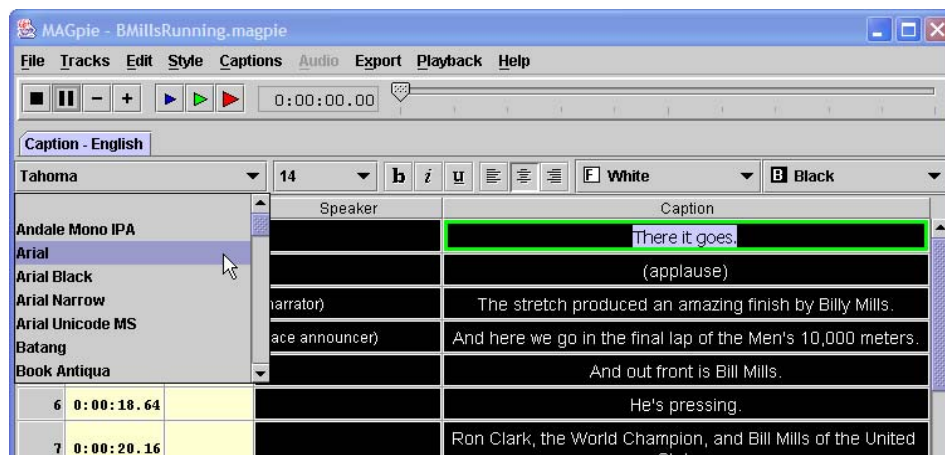 MAGpie - BMillsRunning.magpie
File Tracks Edit Style Captions Audio Export Playback Help
0:00:00.00
Caption - English
Tahoma 14 b i u F White B Black
Speaker Caption
Andale Mono IPA
There it goes.
Arial
Arial Black
(applause)
Arial Narrow
narrator) The stretch produced an amazing finish by Billy Mills.
Arial Unicode MS
ace announcer) And here we go in the final lap of the Men's 10,000 meters.
Batang
Book Antiqua
And out front is Bill Mills.
6 0:00:18.64 He's pressing.
7 0:00:20.16 Ron Clark, the World Champion, and Bill Mills of the United